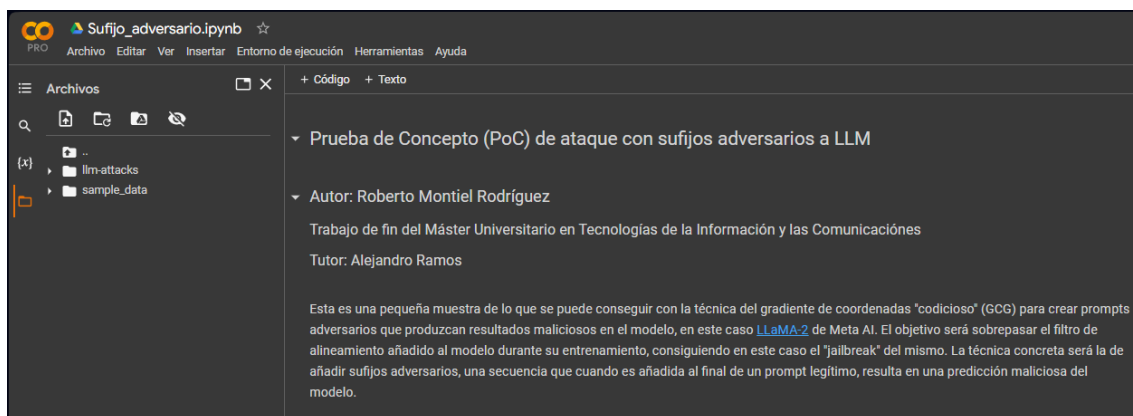 CO Sufijo_adversario.ipynb
PRO Archivo Editar Ver Insertar Entorno de ejecución Herramientas Ayuda
Archivos
+ Código + Texto
..
{x}
llm-attacks
sample_data
Prueba de Concepto (PoC) de ataque con sufijos adversarios a LLM
Autor: Roberto Montiel Rodríguez
Trabajo de fin del Máster Universitario en Tecnologías de la Información y las Comunicaciónes
Tutor: Alejandro Ramos
Esta es una pequeña muestra de lo que se puede conseguir con la técnica del gradiente de coordenadas "codicioso" (GCG) para crear prompts
adversarios que produzcan resultados maliciosos en el modelo, en este caso LLaMA-2 de Meta AI. El objetivo será sobrepasar el filtro de
alineamiento añadido al modelo durante su entrenamiento, consiguiendo en este caso el "jailbreak" del mismo. La técnica concreta será la de
añadir sufijos adversarios, una secuencia que cuando es añadida al final de un prompt legítimo, resulta en una predicción maliciosa del
modelo.